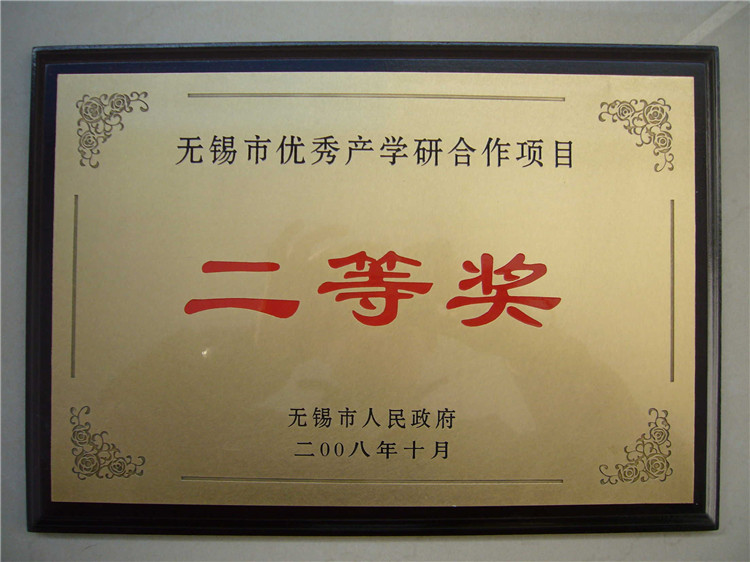 无锡市优秀产学研合作项目
二等奖
无锡市人民政府
二00八年十月